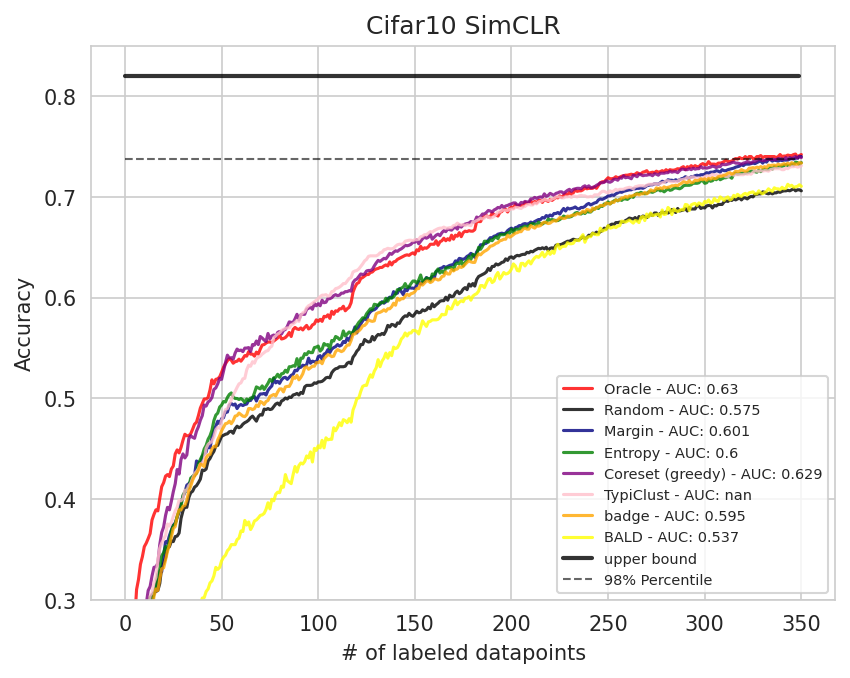 Cifar10 SimCLR
Accuracy
0.8
0.7
0.6
0.5
0.4
0.3
0 50 100 150 200 250 300 350
# of labeled datapoints
Oracle - AUC: 0.63
Random - AUC: 0.575
Margin - AUC: 0.601
Entropy - AUC: 0.6
Coreset (greedy) - AUC: 0.629
TypiClust - AUC: nan
badge - AUC: 0.595
BALD - AUC: 0.537
upper bound
98% Percentile